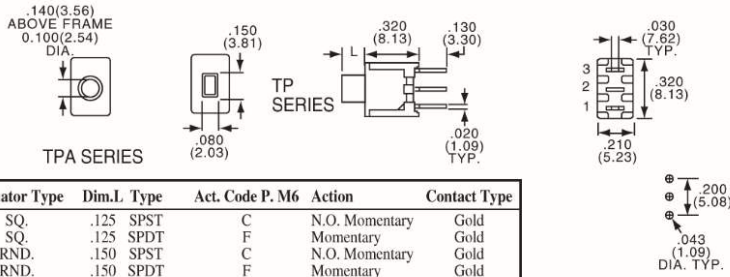 .140(3.56)
ABOVE FRAME
0.100(2.54)
DIA.
TPA SERIES
.150
(3.81)
.080
(2.03)
TP
SERIES
L
.320
(8.13)
.130
(3.30)
.020
(1.09)
TYP.
.030
(7.62)
TYP.
3
2
1
.320
(8.13)
.210
(5.23)
.200
(5.08)
.043
(1.09)
DIA. TYP.
ator Type Dim.L Type Act. Code P. M6 Action Contact Type
SQ. .125 SPST C N.O. Momentary Gold
SQ. .125 SPDT F Momentary Gold
RND. .150 SPST C N.O. Momentary Gold
RND. .150 SPDT F Momentary Gold